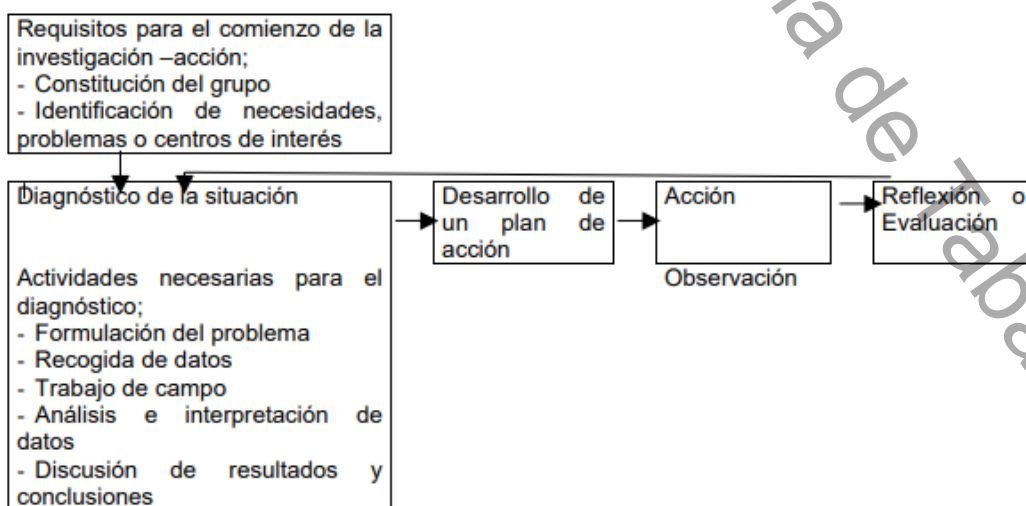 Requisitos para el comienzo de la
investigación –acción;
- Constitución del grupo
- Identificación de necesidades,
problemas o centros de interés
Diagnóstico de la situación
Actividades necesarias para el
diagnóstico;
- Formulación del problema
- Recogida de datos
- Trabajo de campo
- Análisis e interpretación de
datos
- Discusión de resultados y
conclusiones
Desarrollo de
un plan de
acción
Acción
Observación
Reflexión o
Evaluación
de